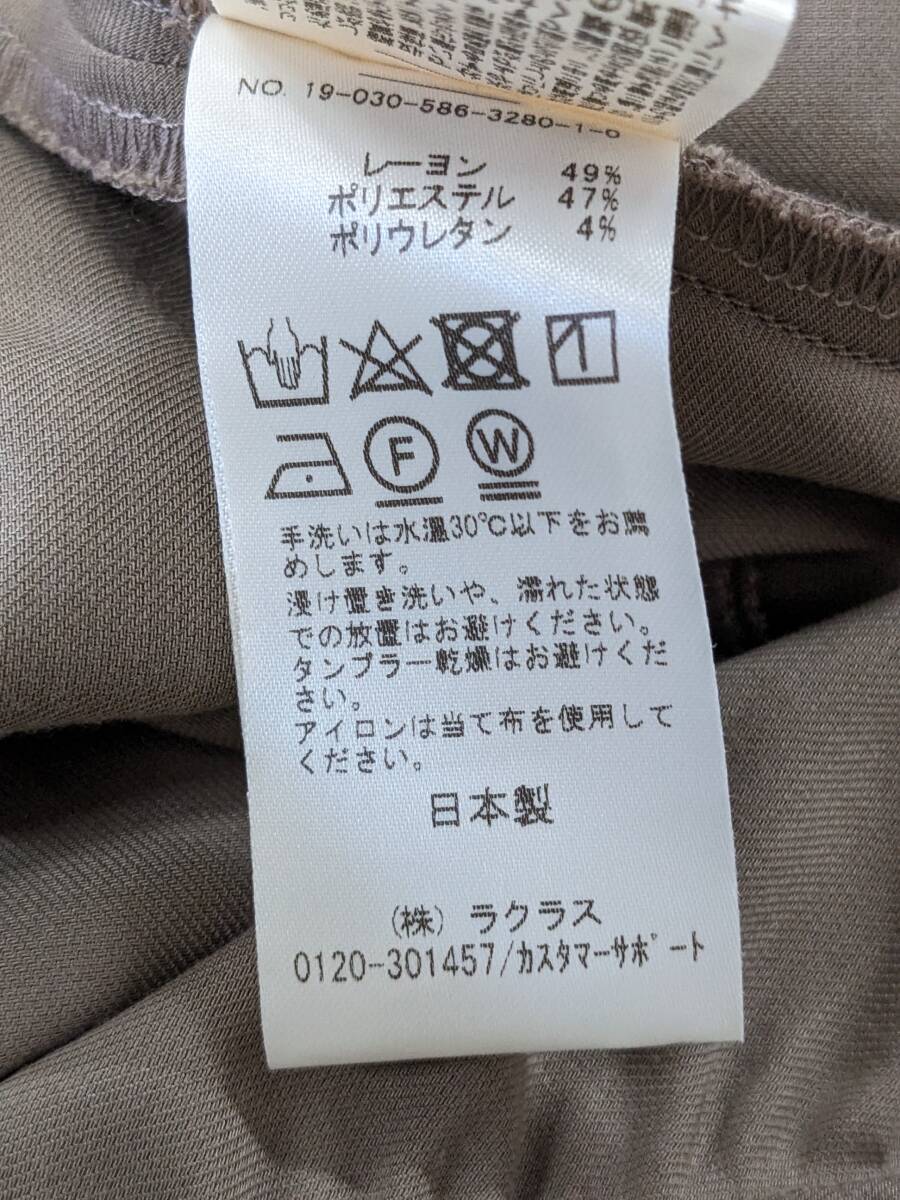 NO. 19-030-586-3280-1-6
レーヨン 49%
ポリエステル 47%
ポリウレタン 4%
F W
手洗いは水温30℃以下をお薦
めします。
浸け置き洗いや、濡れた状態
での放置はお避けください。
タンブラー乾燥はお避けくだ
さい。
アイロンは当て布を使用して
ください。
日本製
(株) ラクラス
0120-301457/カスタマーサポート